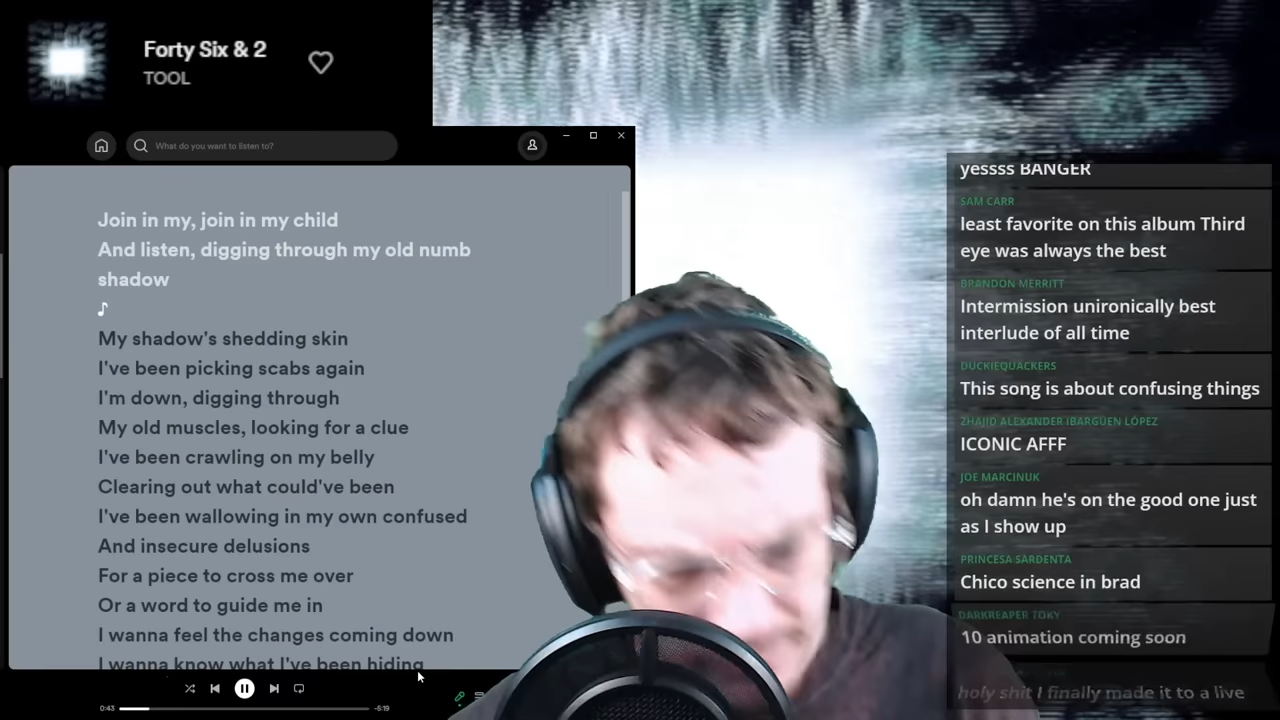 Forty Six & 2
TOOL
What do you want to listen to?
Join in my, join in my child
And listen, digging through my old numb
shadow
♪
My shadow's shedding skin
I've been picking scabs again
I'm down, digging through
My old muscles, looking for a clue
I've been crawling on my belly
Clearing out what could've been
I've been wallowing in my own confused
And insecure delusions
For a piece to cross me over
Or a word to guide me in
I wanna feel the changes coming down
I wanna know what I've been hiding
0:43
-5:19
yessss BANGER
SAM CARR
least favorite on this album Third
eye was always the best
BRANDON MERRITT
Intermission unironically best
interlude of all time
DUCKIEQUACKERS
This song is about confusing things
ZHAJID ALEXANDER IBARGUEN LÓPEZ
ICONIC AFFF
JOE MARCINUK
oh damn he's on the good one just
as I show up
PRINCESA SARDENTA
Chico science in brad
DARKREAPER TOKY
10 animation coming soon
holy shit I finally made it to a live